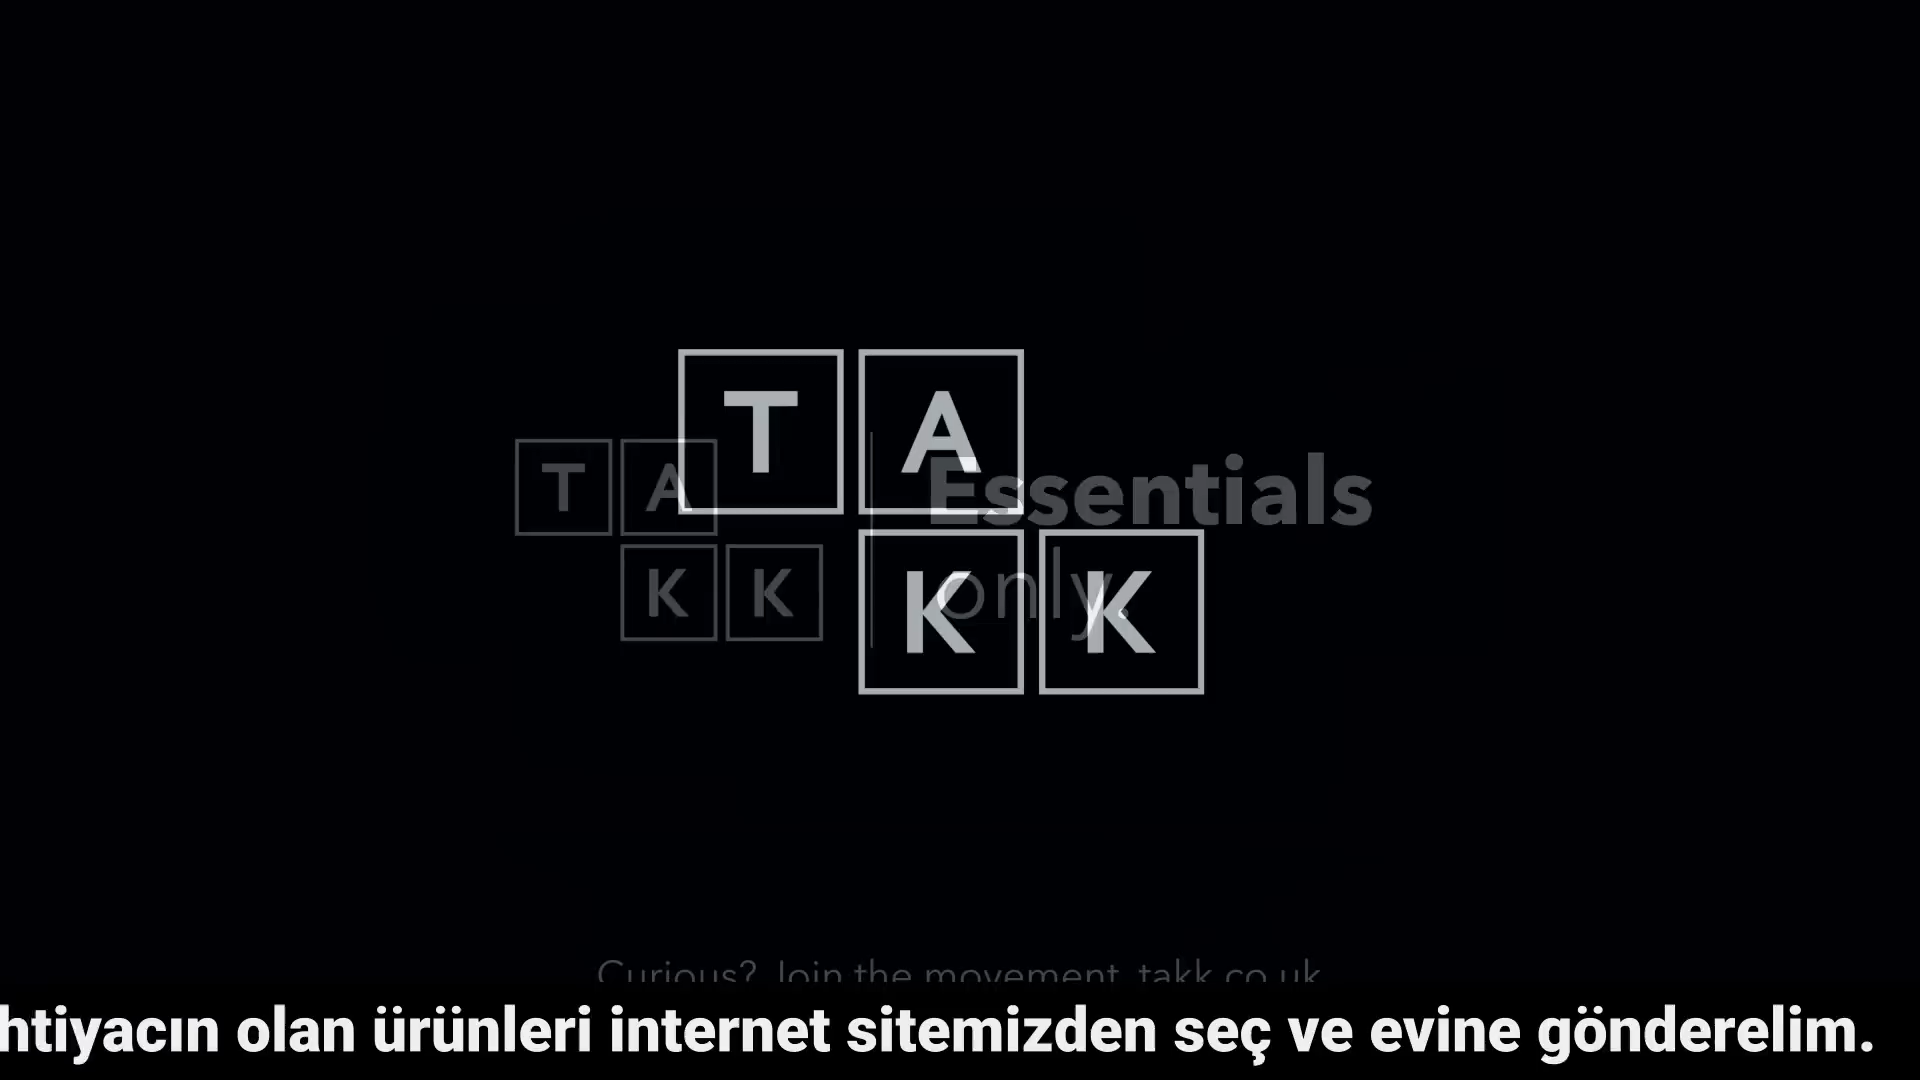 T A
K K
T A
K K
Essentials
only.
Curious? Join the movement. takk.co.uk
htiyacın olan ürünleri internet sitemizden seç ve evine gönderelim.